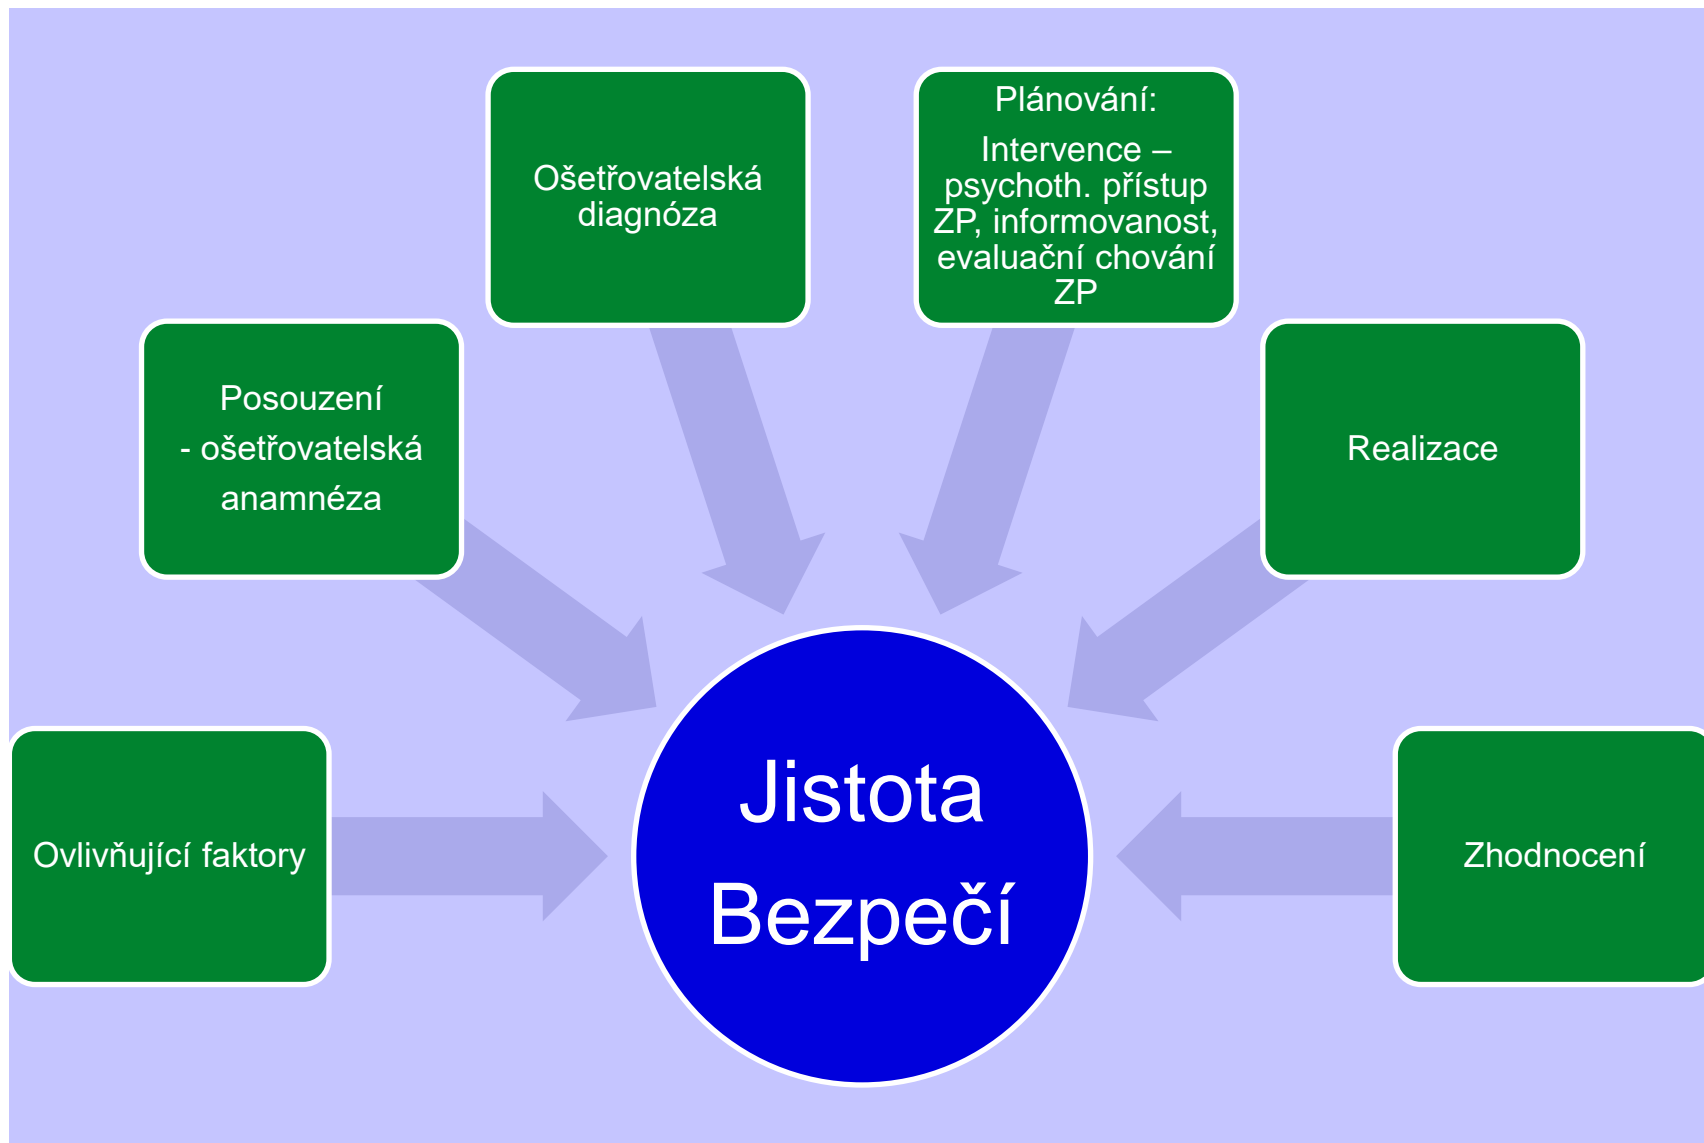 Plánování:
Intervence –
psychoth. přístup
ZP, informovanost,
evaluační chování
ZP
Ošetřovatelská
diagnóza
Posouzení
- ošetřovatelská
anamnéza
Realizace
Jistota
Bezpečí
Ovlivňující faktory
Zhodnocení